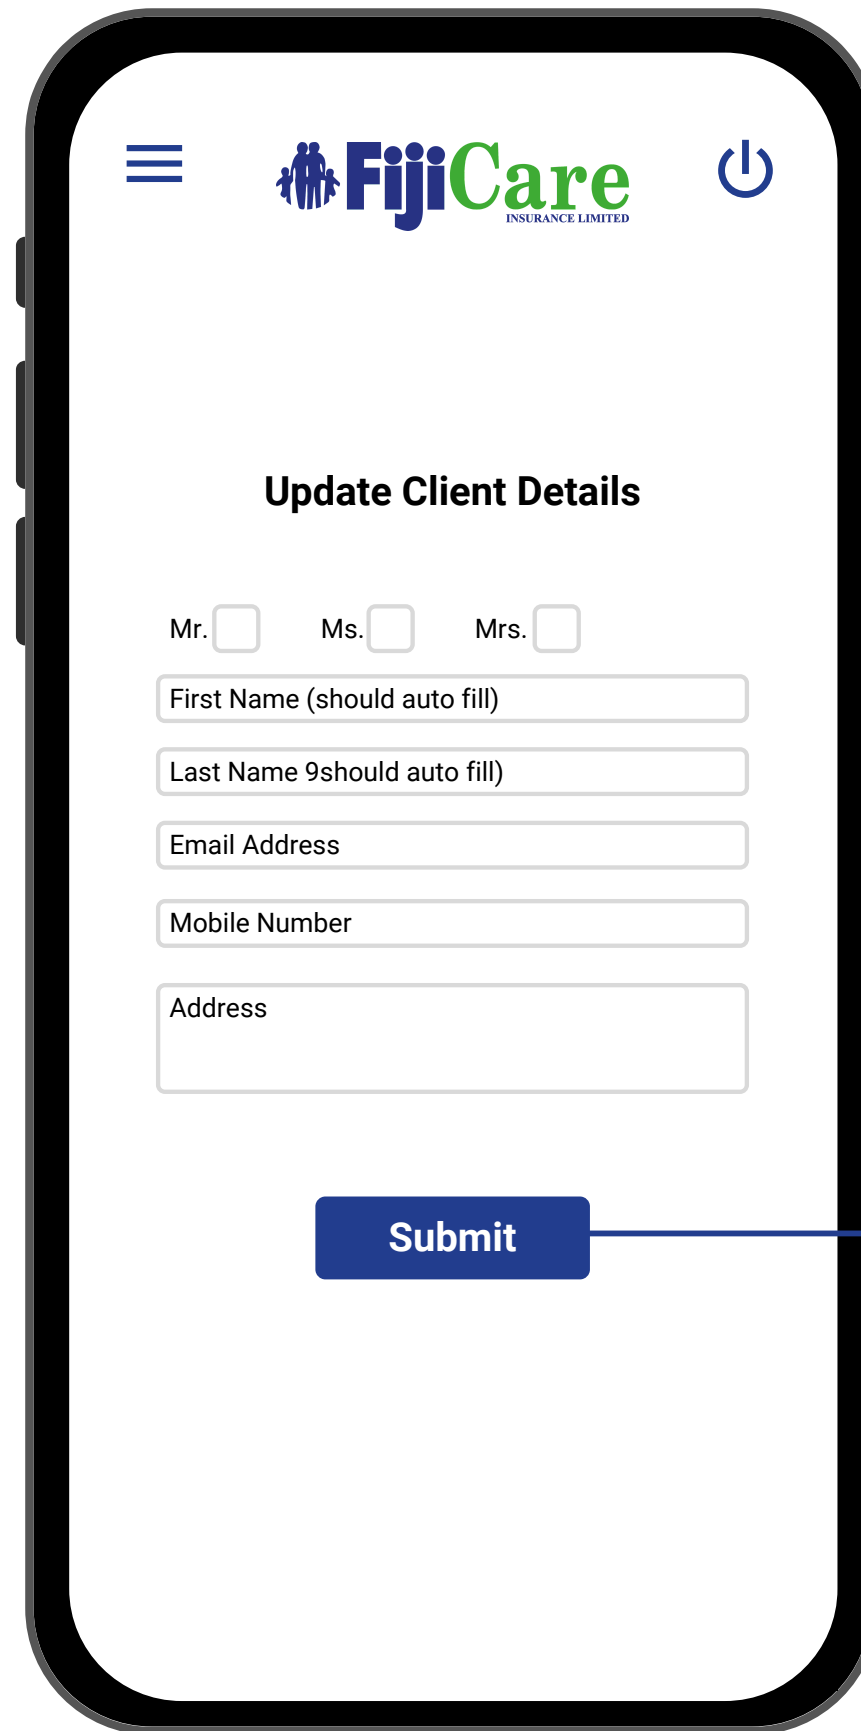 FijiCare
INSURANCE LIMITED
Update Client Details
Mr. Ms. Mrs.
First Name (should auto fill)
Last Name 9should auto fill)
Email Address
Mobile Number
Address
Submit